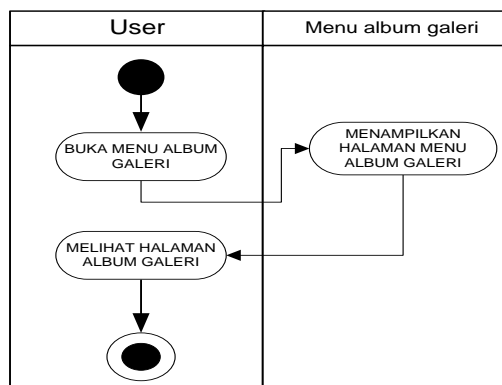 User
Menu album galeri
BUKA MENU ALBUM
GALERI
MENAMPILKAN
HALAMAN MENU
ALBUM GALERI
MELIHAT HALAMAN
ALBUM GALERI